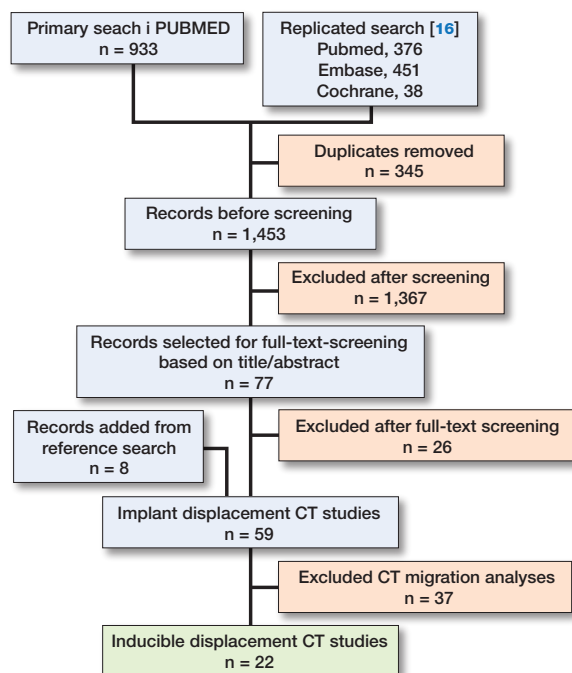 Primary seach i PUBMED
n = 933
Replicated search [16]
Pubmed, 376
Embase, 451
Cochrane, 38
Duplicates removed
n = 345
Records before screening
n = 1,453
Excluded after screening
n = 1,367
Records selected for full-text-screening
based on title/abstract
n = 77
Records added from
reference search
n = 8
Excluded after full-text screening
n = 26
Implant displacement CT studies
n = 59
Excluded CT migration analyses
n = 37
Inducible displacement CT studies
n = 22